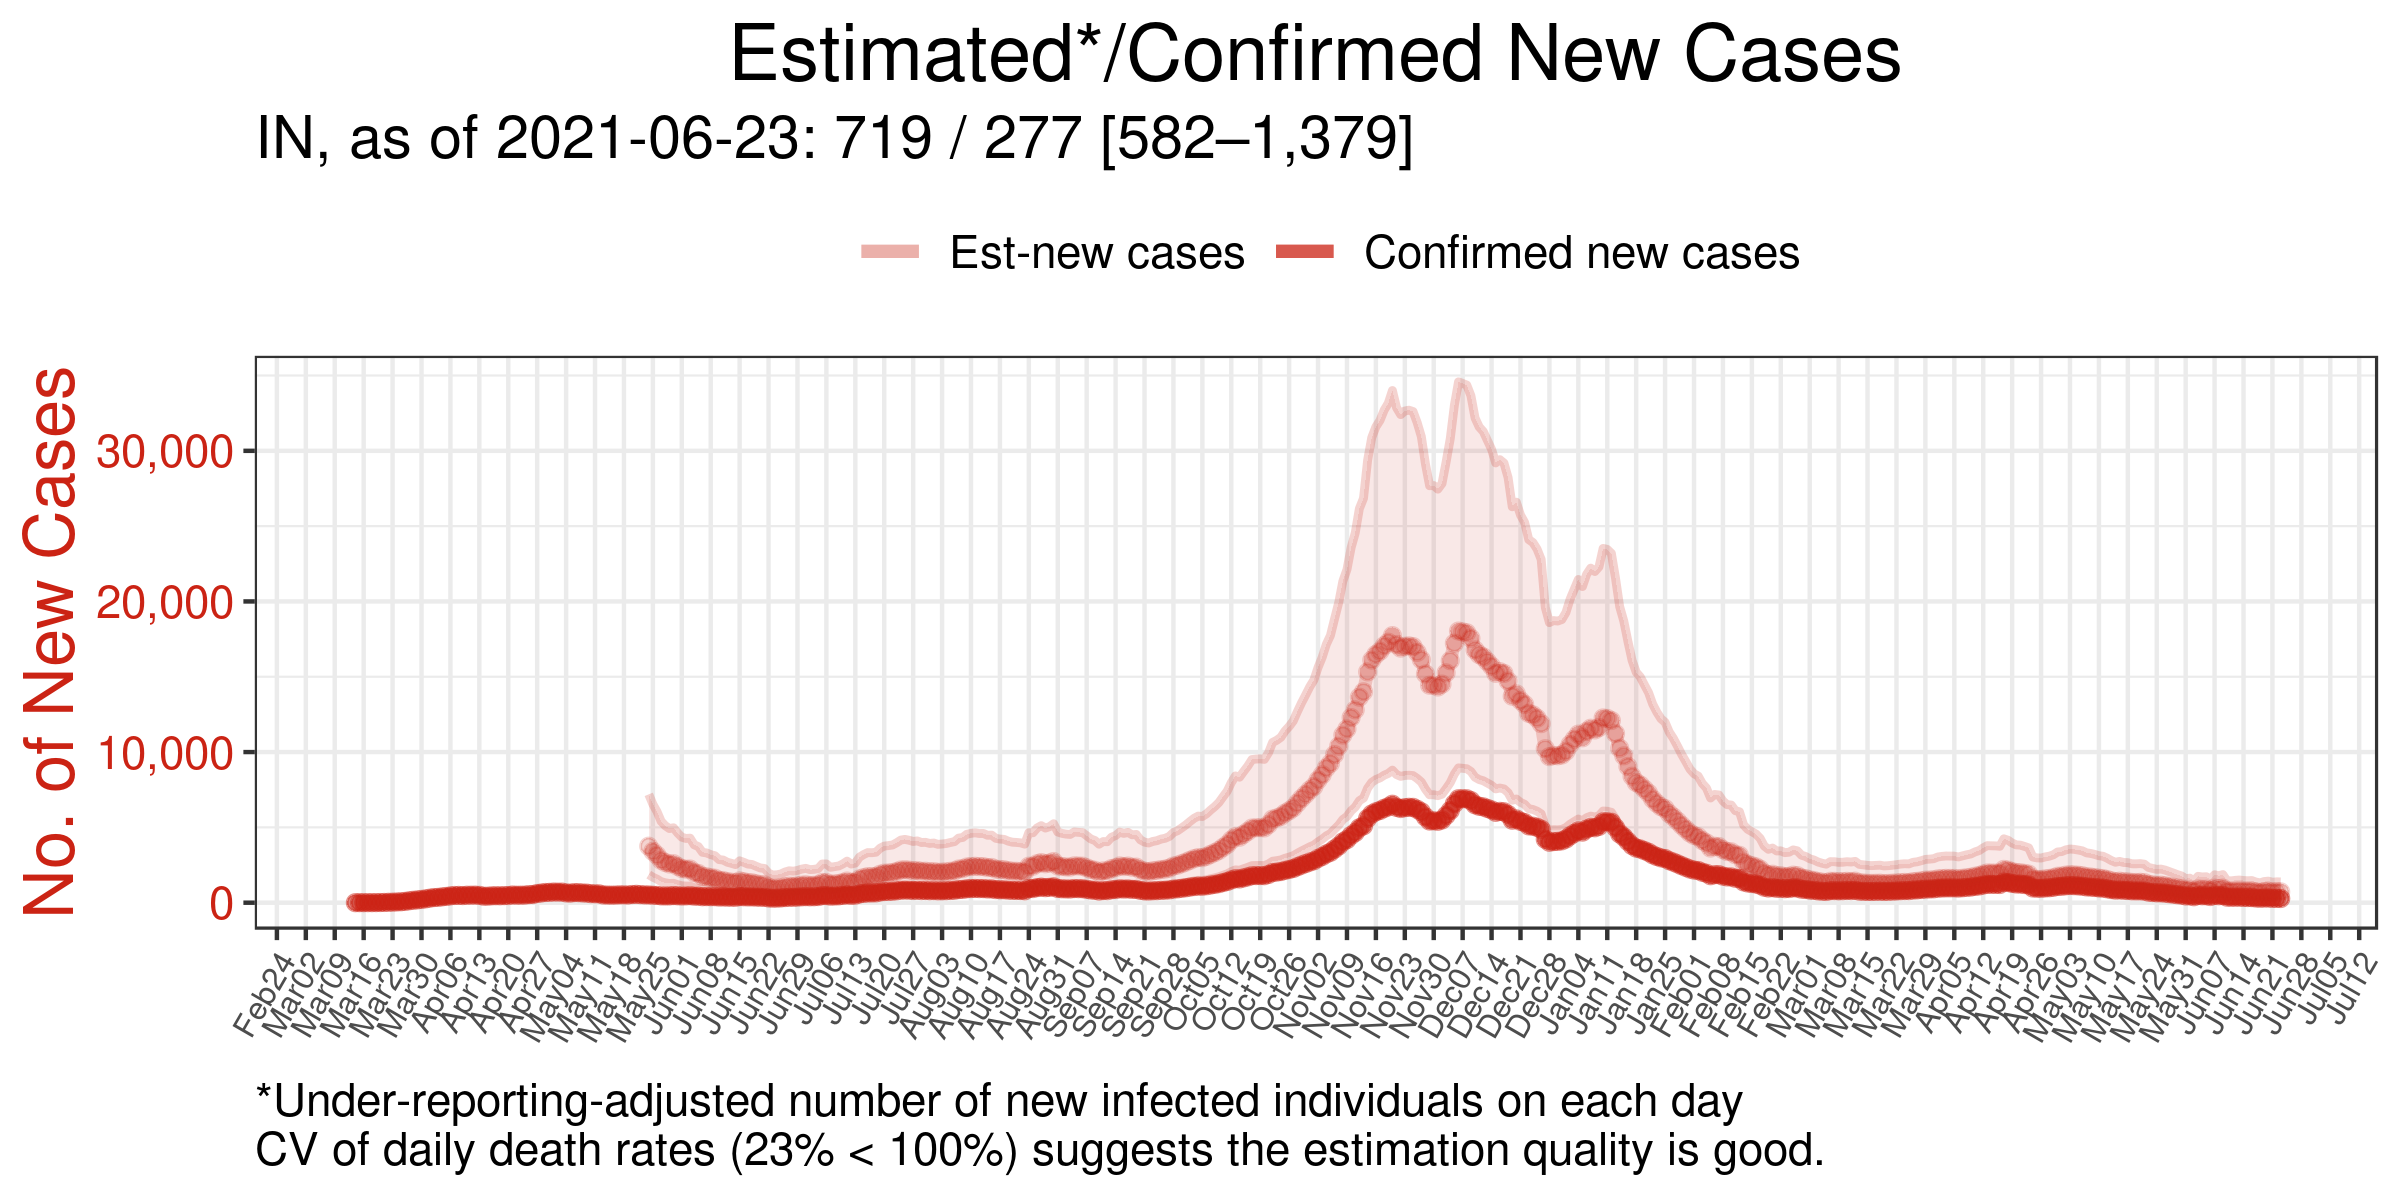 Estimated*/Confirmed New Cases
IN, as of 2021-06-23: 719 / 277 [582–1,379]
Est-new cases
Confirmed new cases
No. of New Cases
30,000
20,000
10,000
0
Feb24
Mar02
Mar09
Mar16
Mar23
Mar30
Apr06
Apr13
Apr20
Apr27
May04
May11
May18
May25
Jun01
Jun08
Jun15
Jun22
Jun29
Jul06
Jul13
Jul20
Jul27
Aug03
Aug10
Aug17
Aug24
Aug31
Sep07
Sep14
Sep21
Sep28
Oct05
Oct12
Oct19
Oct26
Nov02
Nov09
Nov16
Nov23
Nov30
Dec07
Dec14
Dec21
Dec28
Jan04
Jan11
Jan18
Jan25
Feb01
Feb08
Feb15
Feb22
Mar01
Mar08
Mar15
Mar22
Mar29
Apr05
Apr12
Apr19
Apr26
May03
May10
May17
May24
May31
Jun07
Jun14
Jun21
Jun28
Jul05
Jul12
*Under-reporting-adjusted number of new infected individuals on each day
CV of daily death rates (23% < 100%) suggests the estimation quality is good.